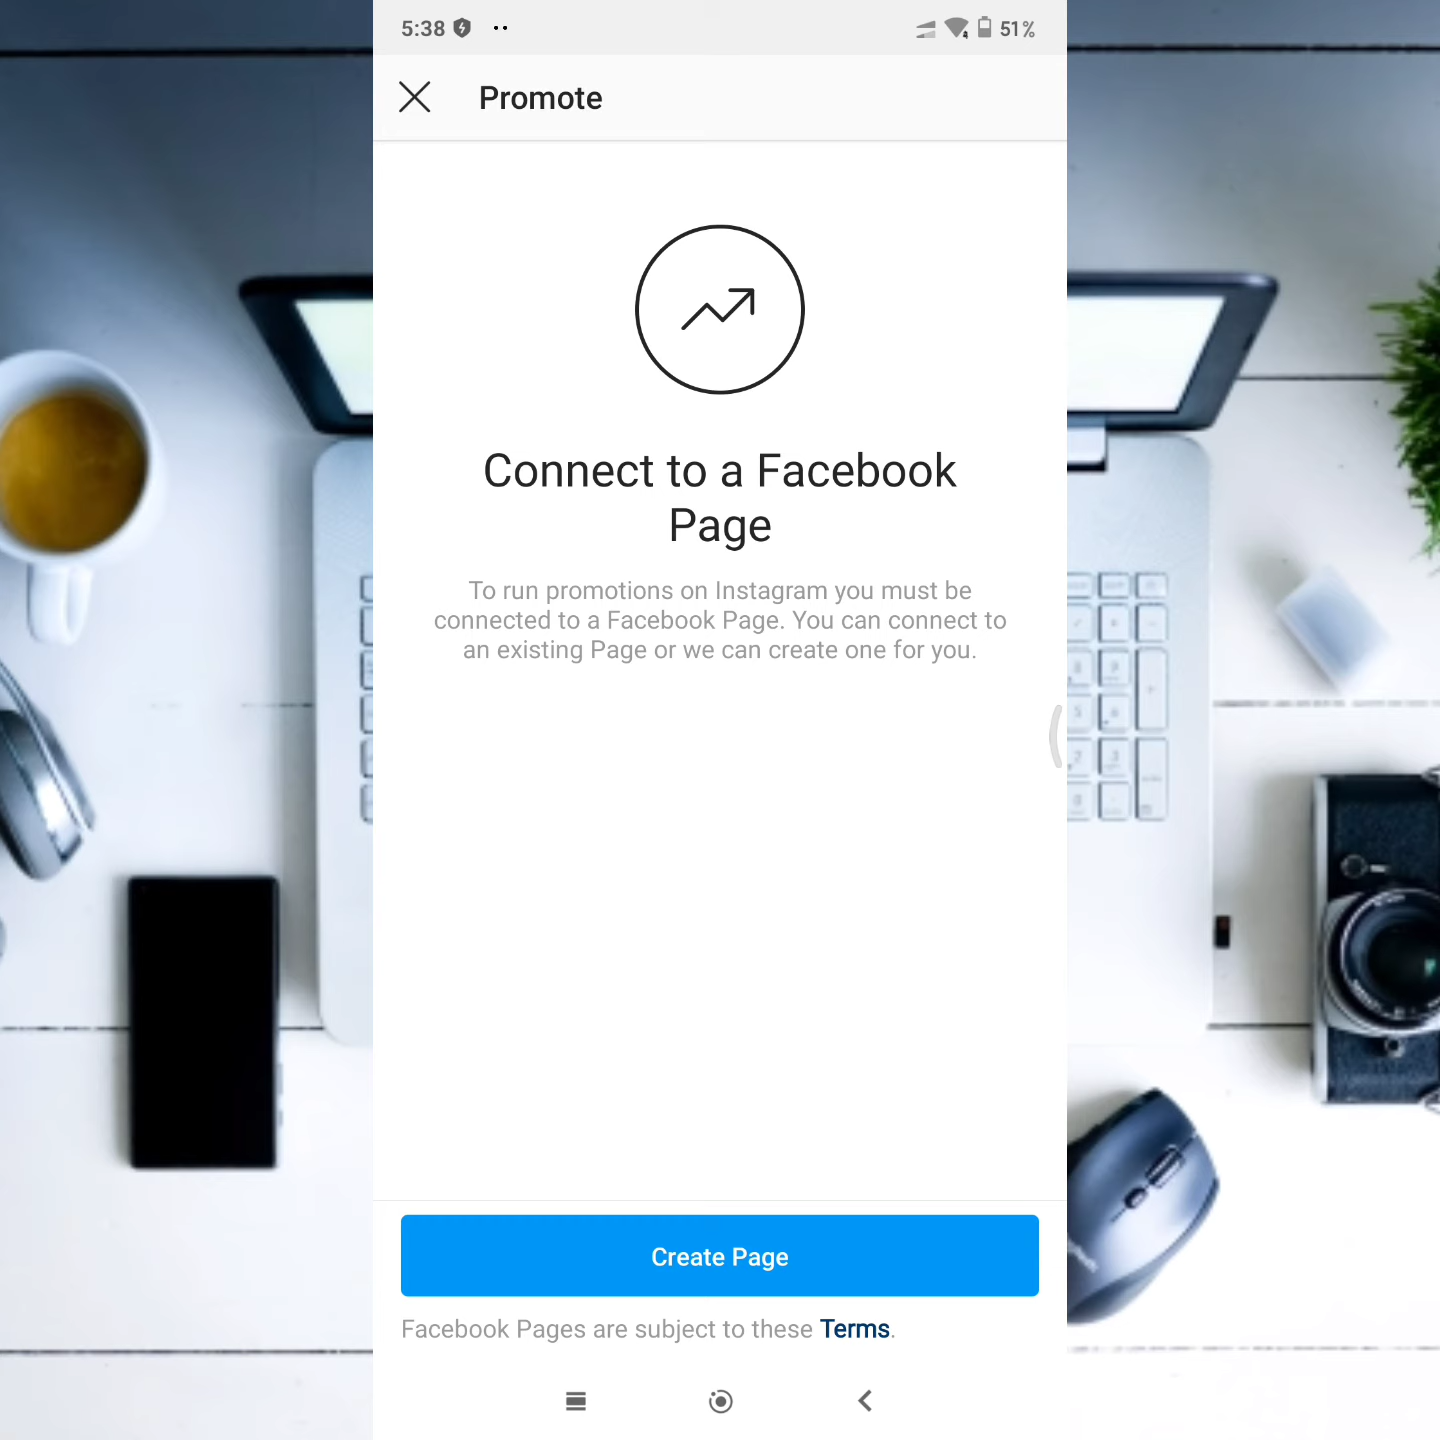 5:38
51%
Promote
Connect to a Facebook
Page
To run promotions on Instagram you must be
connected to a Facebook Page. You can connect to
an existing Page or we can create one for you.
Create Page
Facebook Pages are subject to these Terms.